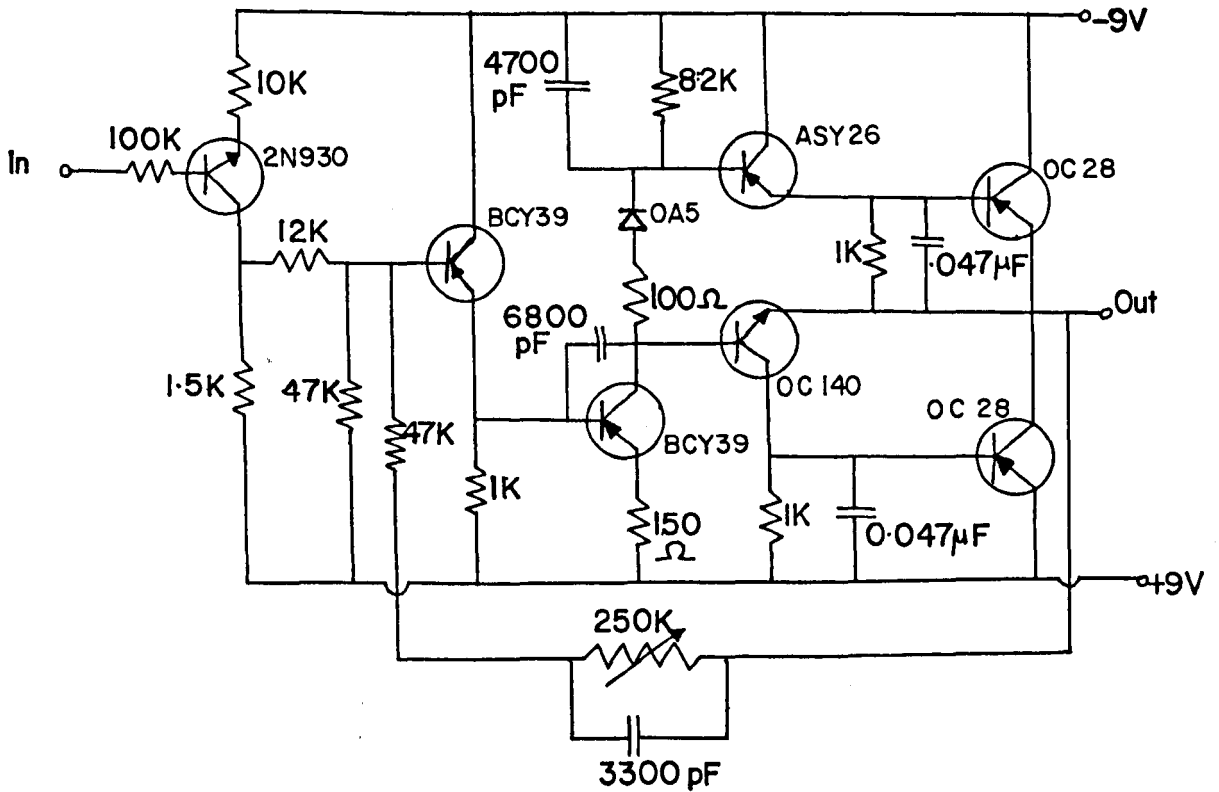 -9V
4700
pF
8.2K
10K
100K
In
2N930
ASY26
OC28
BCY39
OA5
12K
1K
.047µF
100Ω
Out
6800
pF
1.5K
47K
47K
OC140
OC28
BCY39
1K
150
Ω
1K
0.047µF
+9V
250K
3300pF